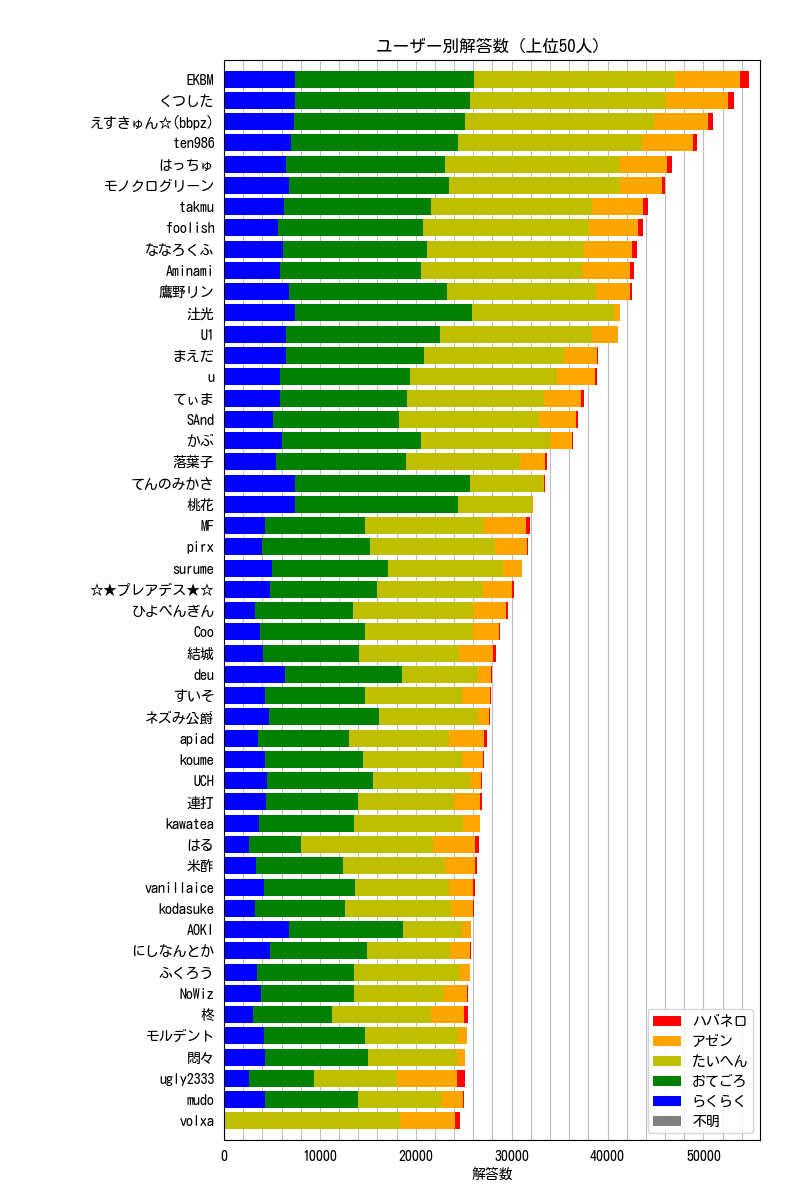 ユーザー別解答数 (上位50人)
EKBM
くつした
えすきゅん☆(bbpz)
ten986
はっちゅ
モノクログリーン
takmu
foolish
ななろくふ
Aminami
鷹野リン
汢光
U1
まえだ
u
てぃま
SAnd
かぶ
落葉子
てんのみかさ
桃花
MF
pirx
surume
☆★プレアデス★☆
ひよぺんぎん
Coo
結城
deu
すいそ
ネズみ公爵
apiad
koume
UCH
連打
kawatea
はる
米酢
vanillaice
kodasuke
AOKI
にしなんとか
ふくろう
NoWiz
柊
モルデント
悶々
ugly2333
mudo
volxa
ハバネロ
アゼン
たいへん
おてごろ
らくらく
不明
0 10000 20000 30000 40000 50000
解答数